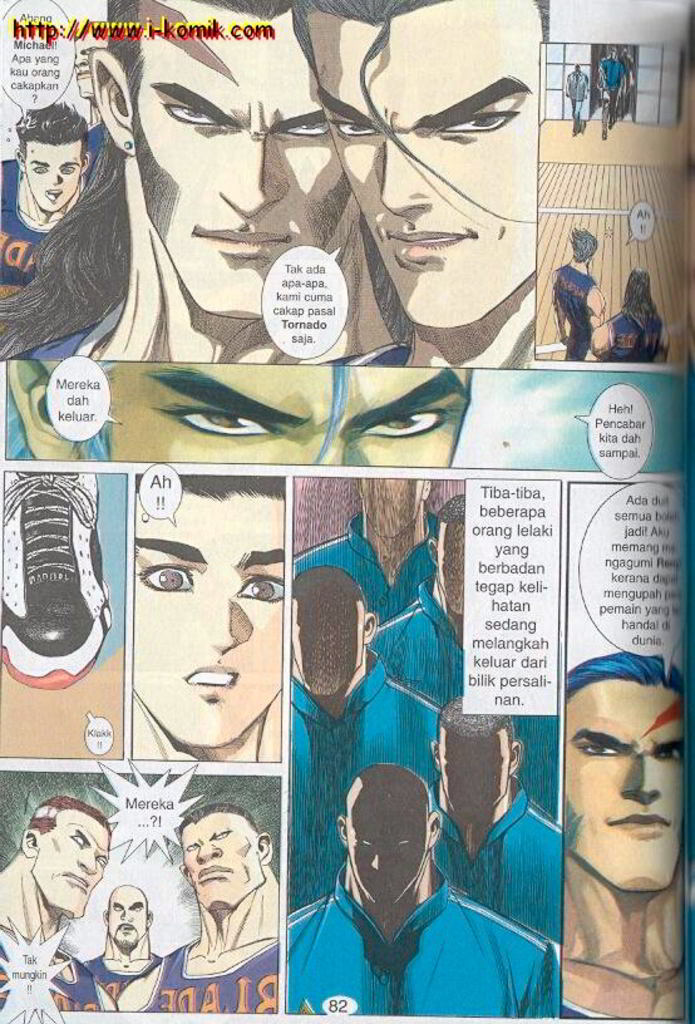 http://www.i-komik.com
Abang
Michael!
Apa yang
kau orang
cakapkan
?
Tak ada
apa-apa,
kami cuma
cakap pasal
Tornado
saja.
Ah
!!
Mereka
dah
keluar.
Heh!
Pencabar
kita dah
sampai.
Klakk
!!
Ah
!!
Tiba-tiba,
beberapa
orang lelaki
yang
berbadan
tegap keli-
hatan
sedang
melangkah
keluar dari
bilik persali-
nan.
Ada duit
semua boleh
jadi! Aku
memang me
ngagumi
kerana dapat
mengupah pe
pemain yang
handal di
dunia.
Mereka
...?!
Tak
mungkin
!!
BLADE
82